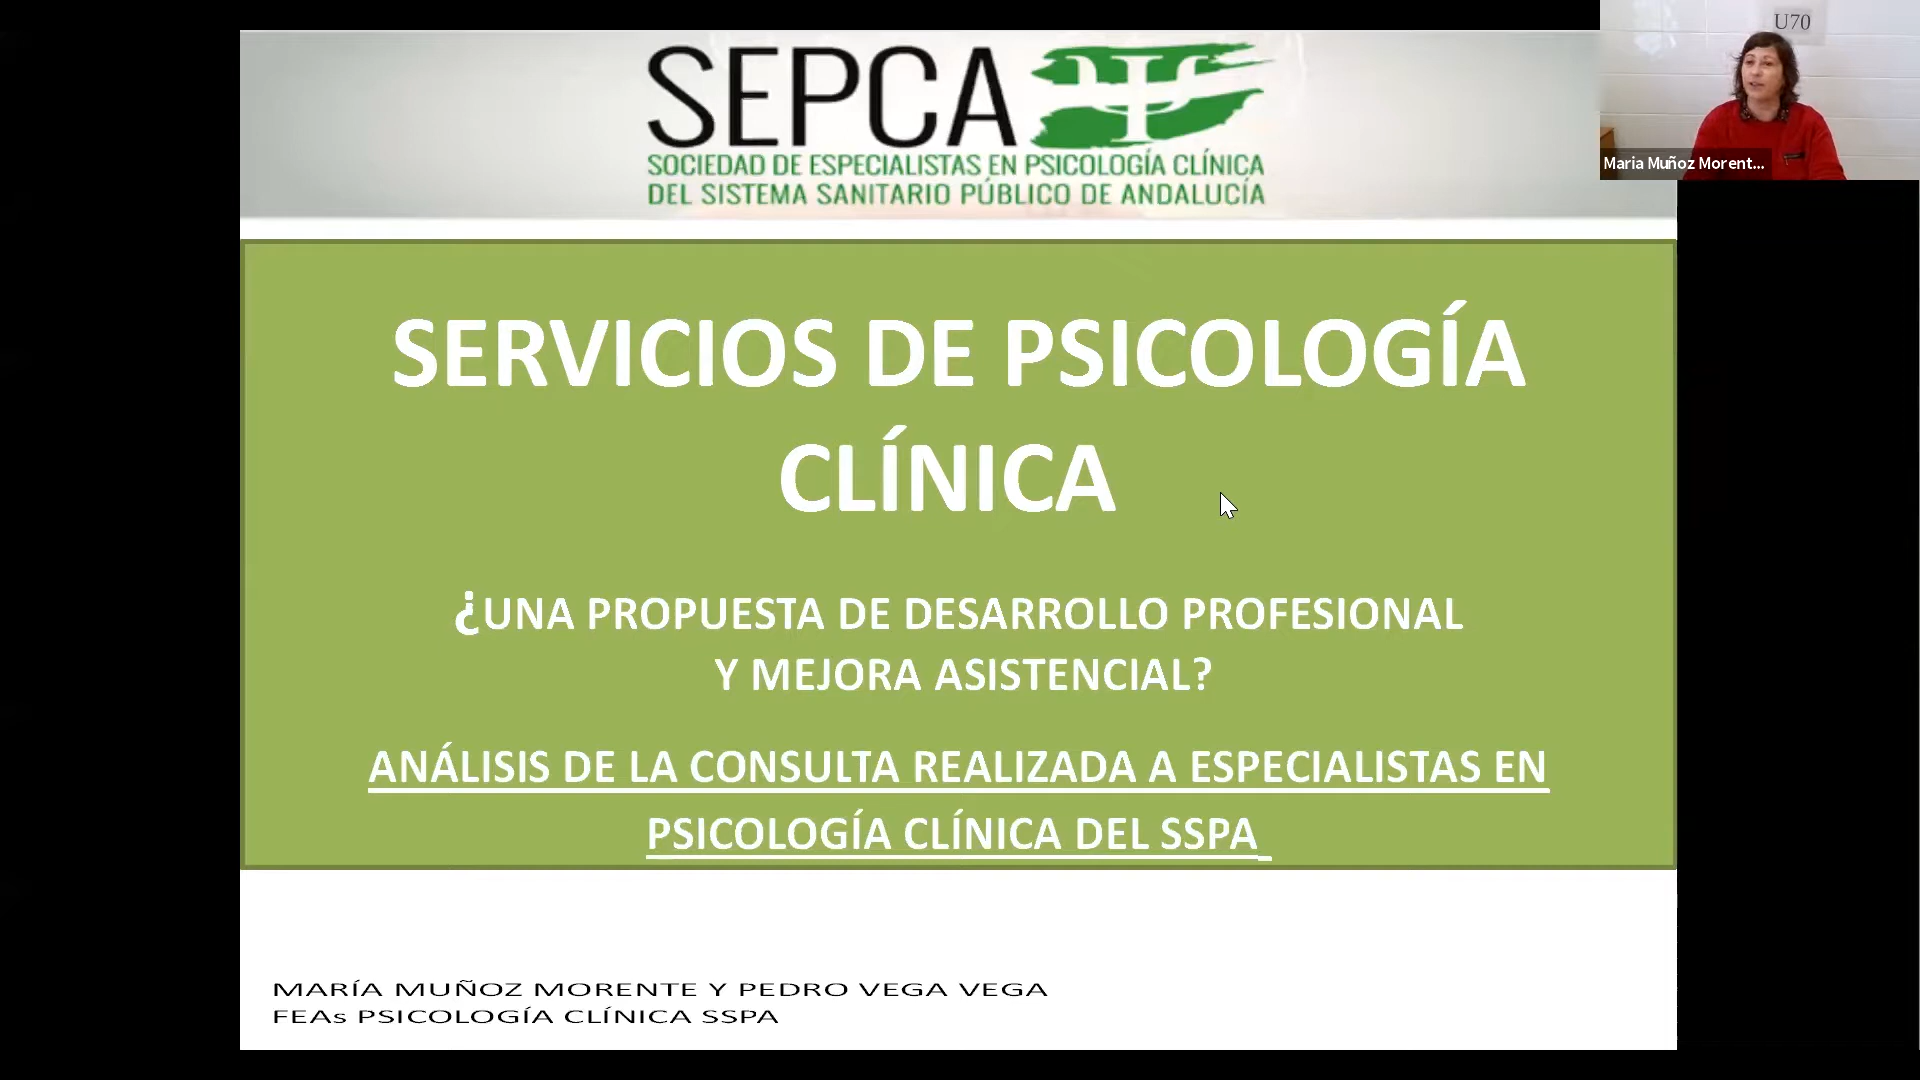 U70
Maria Muñoz Morent...
SEPCA
SOCIEDAD DE ESPECIALISTAS EN PSICOLOGÍA CLÍNICA
DEL SISTEMA SANITARIO PÚBLICO DE ANDALUCÍA
SERVICIOS DE PSICOLOGÍA
CLÍNICA
¿UNA PROPUESTA DE DESARROLLO PROFESIONAL
Y MEJORA ASISTENCIAL?
ANÁLISIS DE LA CONSULTA REALIZADA A ESPECIALISTAS EN
PSICOLOGÍA CLÍNICA DEL SSPA
MARÍA MUÑOZ MORENTE Y PEDRO VEGA VEGA
FEAs PSICOLOGÍA CLÍNICA SSPA